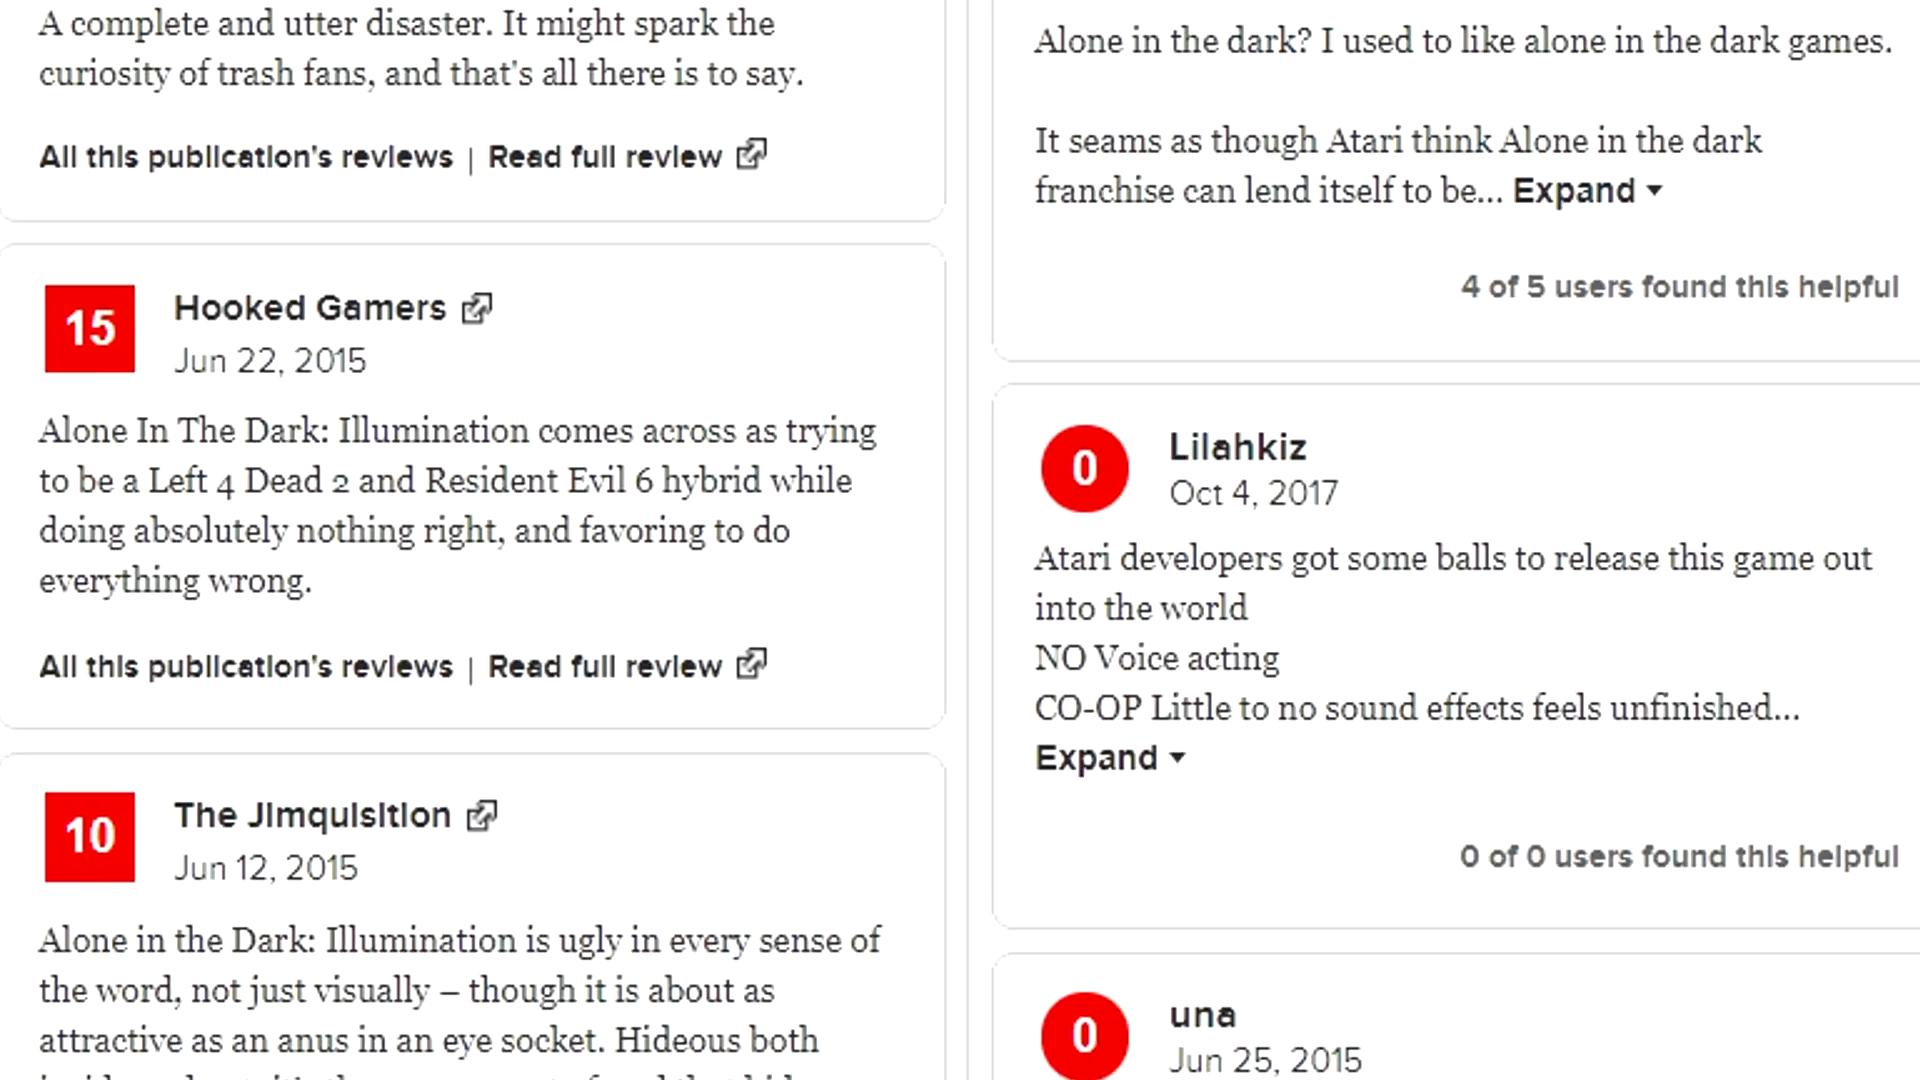 A complete and utter disaster. It might spark the
curiosity of trash fans, and that's all there is to say.
All this publication's reviews | Read full review
15
Hooked Gamers
Jun 22, 2015
Alone In The Dark: Illumination comes across as trying
to be a Left 4 Dead 2 and Resident Evil 6 hybrid while
doing absolutely nothing right, and favoring to do
everything wrong.
All this publication's reviews | Read full review
10
The Jimquisition
Jun 12, 2015
Alone in the Dark: Illumination is ugly in every sense of
the word, not just visually – though it is about as
attractive as an anus in an eye socket. Hideous both
Alone in the dark? I used to like alone in the dark games.
It seams as though Atari think Alone in the dark
franchise can lend itself to be... Expand
4 of 5 users found this helpful
0
Lilahkiz
Oct 4, 2017
Atari developers got some balls to release this game out
into the world
NO Voice acting
CO-OP Little to no sound effects feels unfinished...
Expand
0 of 0 users found this helpful
0
una
Jun 25, 2015